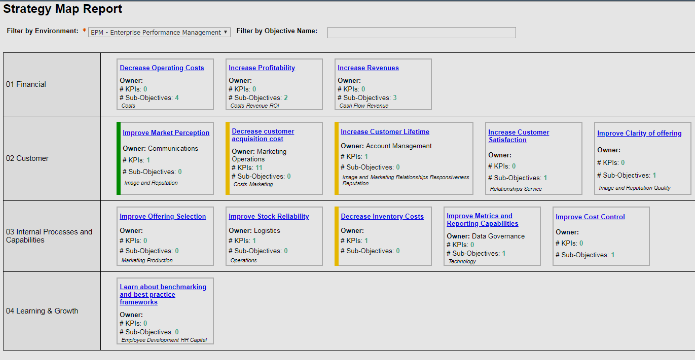 Strategy Map Report
Filter by Environment: * EPM - Enterprise Performance Management Filter by Objective Name:
01 Financial
Decrease Operating Costs
Owner:
# KPIs: 0
# Sub-Objectives: 4
Costs
Increase Profitability
Owner:
# KPIs: 0
# Sub-Objectives: 2
Costs Revenue ROI
Increase Revenues
Owner:
# KPIs: 0
# Sub-Objectives: 3
Cash Flow Revenue
02 Customer
Improve Market Perception
Owner: Communications
# KPIs: 1
# Sub-Objectives: 0
Image and Reputation
Decrease customer
acquisition cost
Owner: Marketing
Operations
# KPIs: 11
# Sub-Objectives: 0
Costs Marketing
Increase Customer Lifetime
Owner: Account Management
# KPIs: 1
# Sub-Objectives: 0
Image and Marketing Relationships Responsiveness
Reputation
Increase Customer
Satisfaction
Owner:
# KPIs: 0
# Sub-Objectives: 1
Relationships Service
Improve Clarity of offering
Owner:
# KPIs: 0
# Sub-Objectives: 1
Image and Reputation Quality
03 Internal Processes and
Capabilities
Improve Offering Selection
Owner:
# KPIs: 0
# Sub-Objectives: 0
Marketing Production
Improve Stock Reliability
Owner: Logistics
# KPIs: 1
# Sub-Objectives: 0
Operations
Decrease Inventory Costs
Owner:
# KPIs: 1
# Sub-Objectives: 0
Improve Metrics and
Reporting Capabilities
Owner: Data Governance
# KPIs: 0
# Sub-Objectives: 1
Technology
Improve Cost Control
Owner:
# KPIs: 0
# Sub-Objectives: 1
04 Learning & Growth
Learn about benchmarking
and best practice
frameworks
Owner:
# KPIs: 0
# Sub-Objectives: 0
Employee Development HR Capital